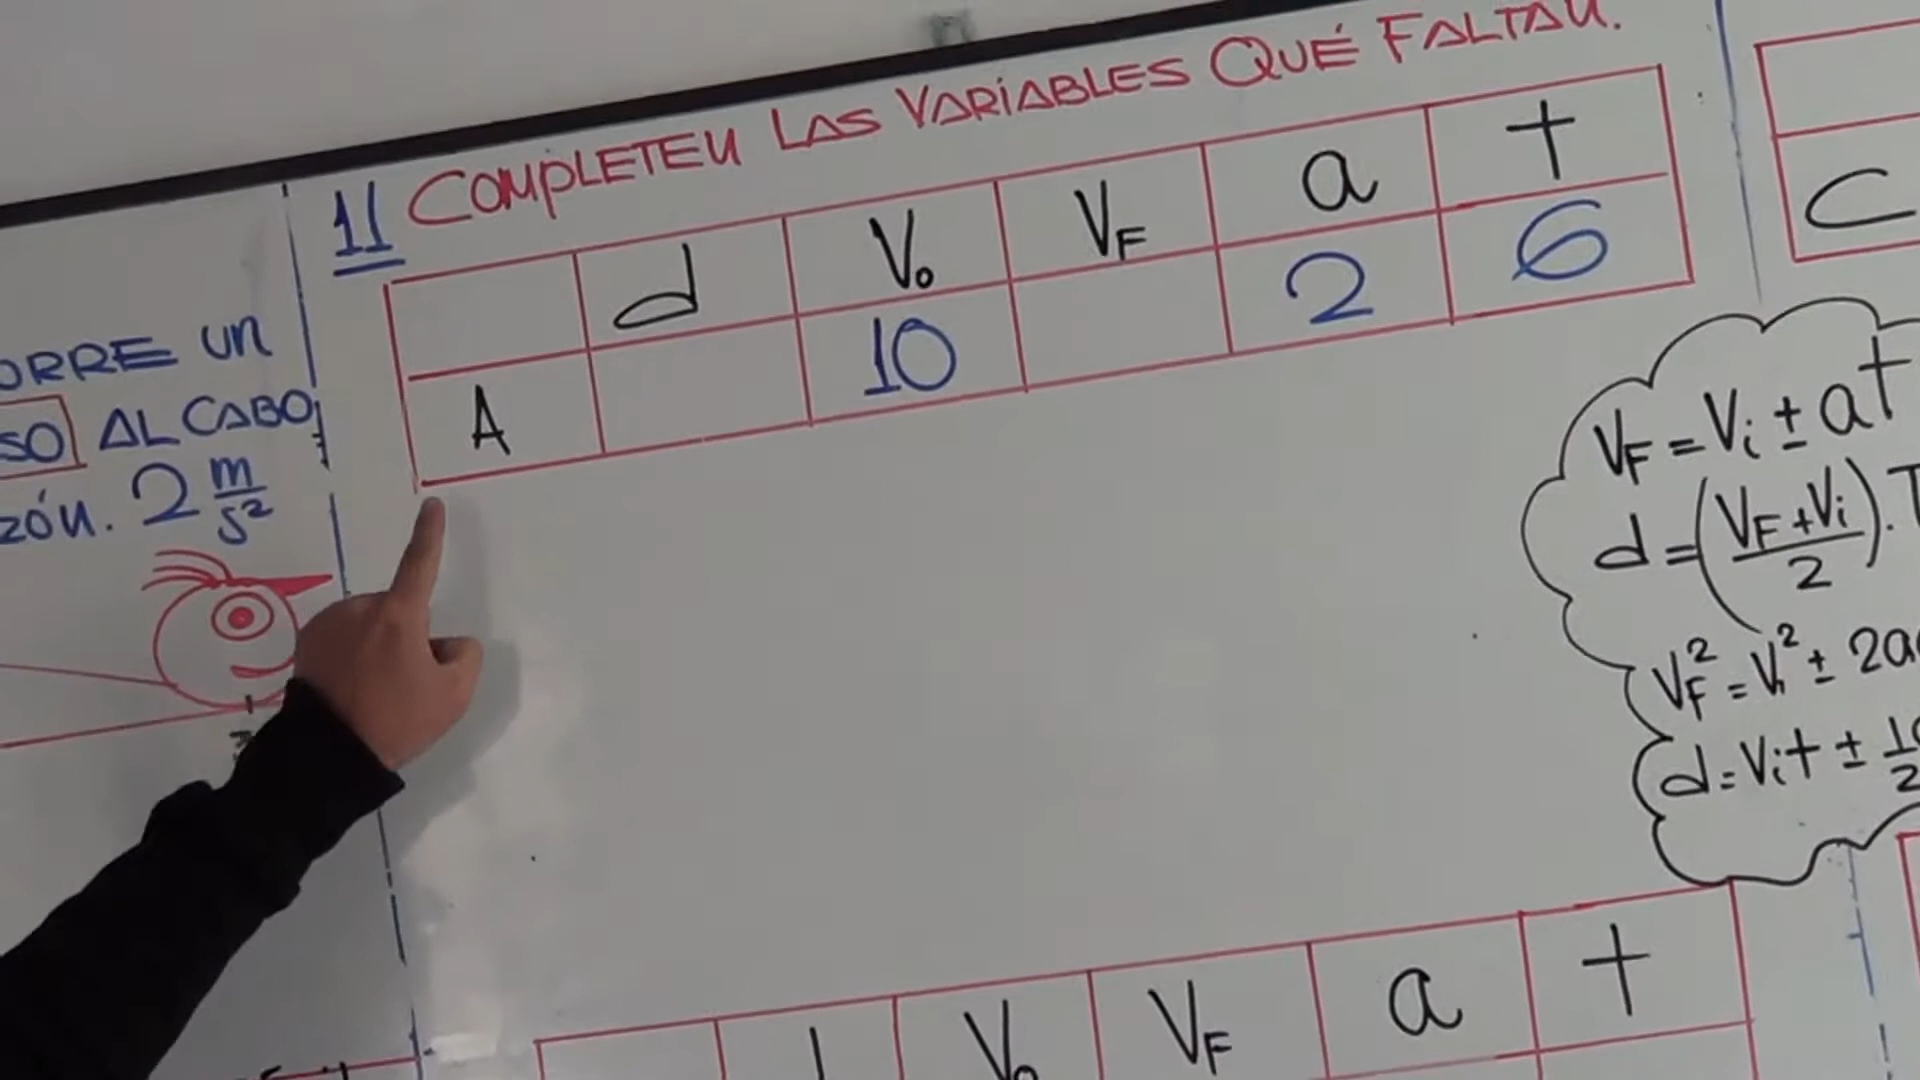 11 COMPLETEN LAS VARIABLES QUÉ FALTAN.
d V₀ V_F a t
A 10 2 6
C
ORRE UN
SO AL CABO
ZÓN. 2 m/s²
V_F = V_i ± at
d = ((V_F + V_i)/2) . T
V_F² = V_i² ± 2a
d = V_i t ± 1/2
V₀ V_F a t